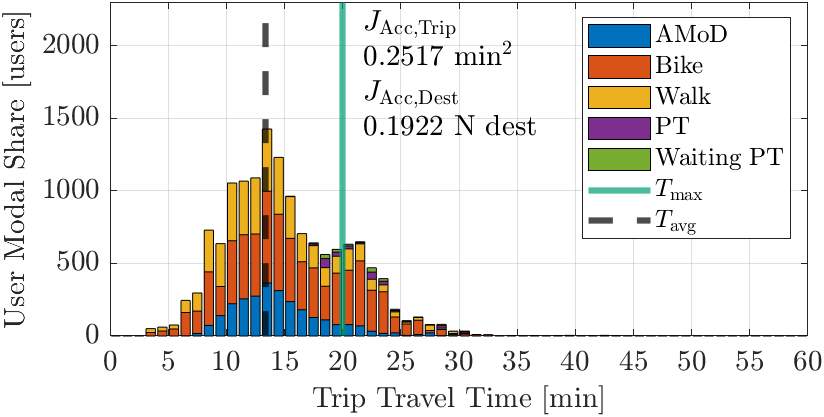 2000
1500
1000
500
0
User Modal Share [users]
0 5 10 15 20 25 30 35 40 45 50 55 60
Trip Travel Time [min]
J_Acc,Trip
0.2517 min²
J_Acc,Dest
0.1922 N dest
AMoD
Bike
Walk
PT
Waiting PT
T_max
T_avg